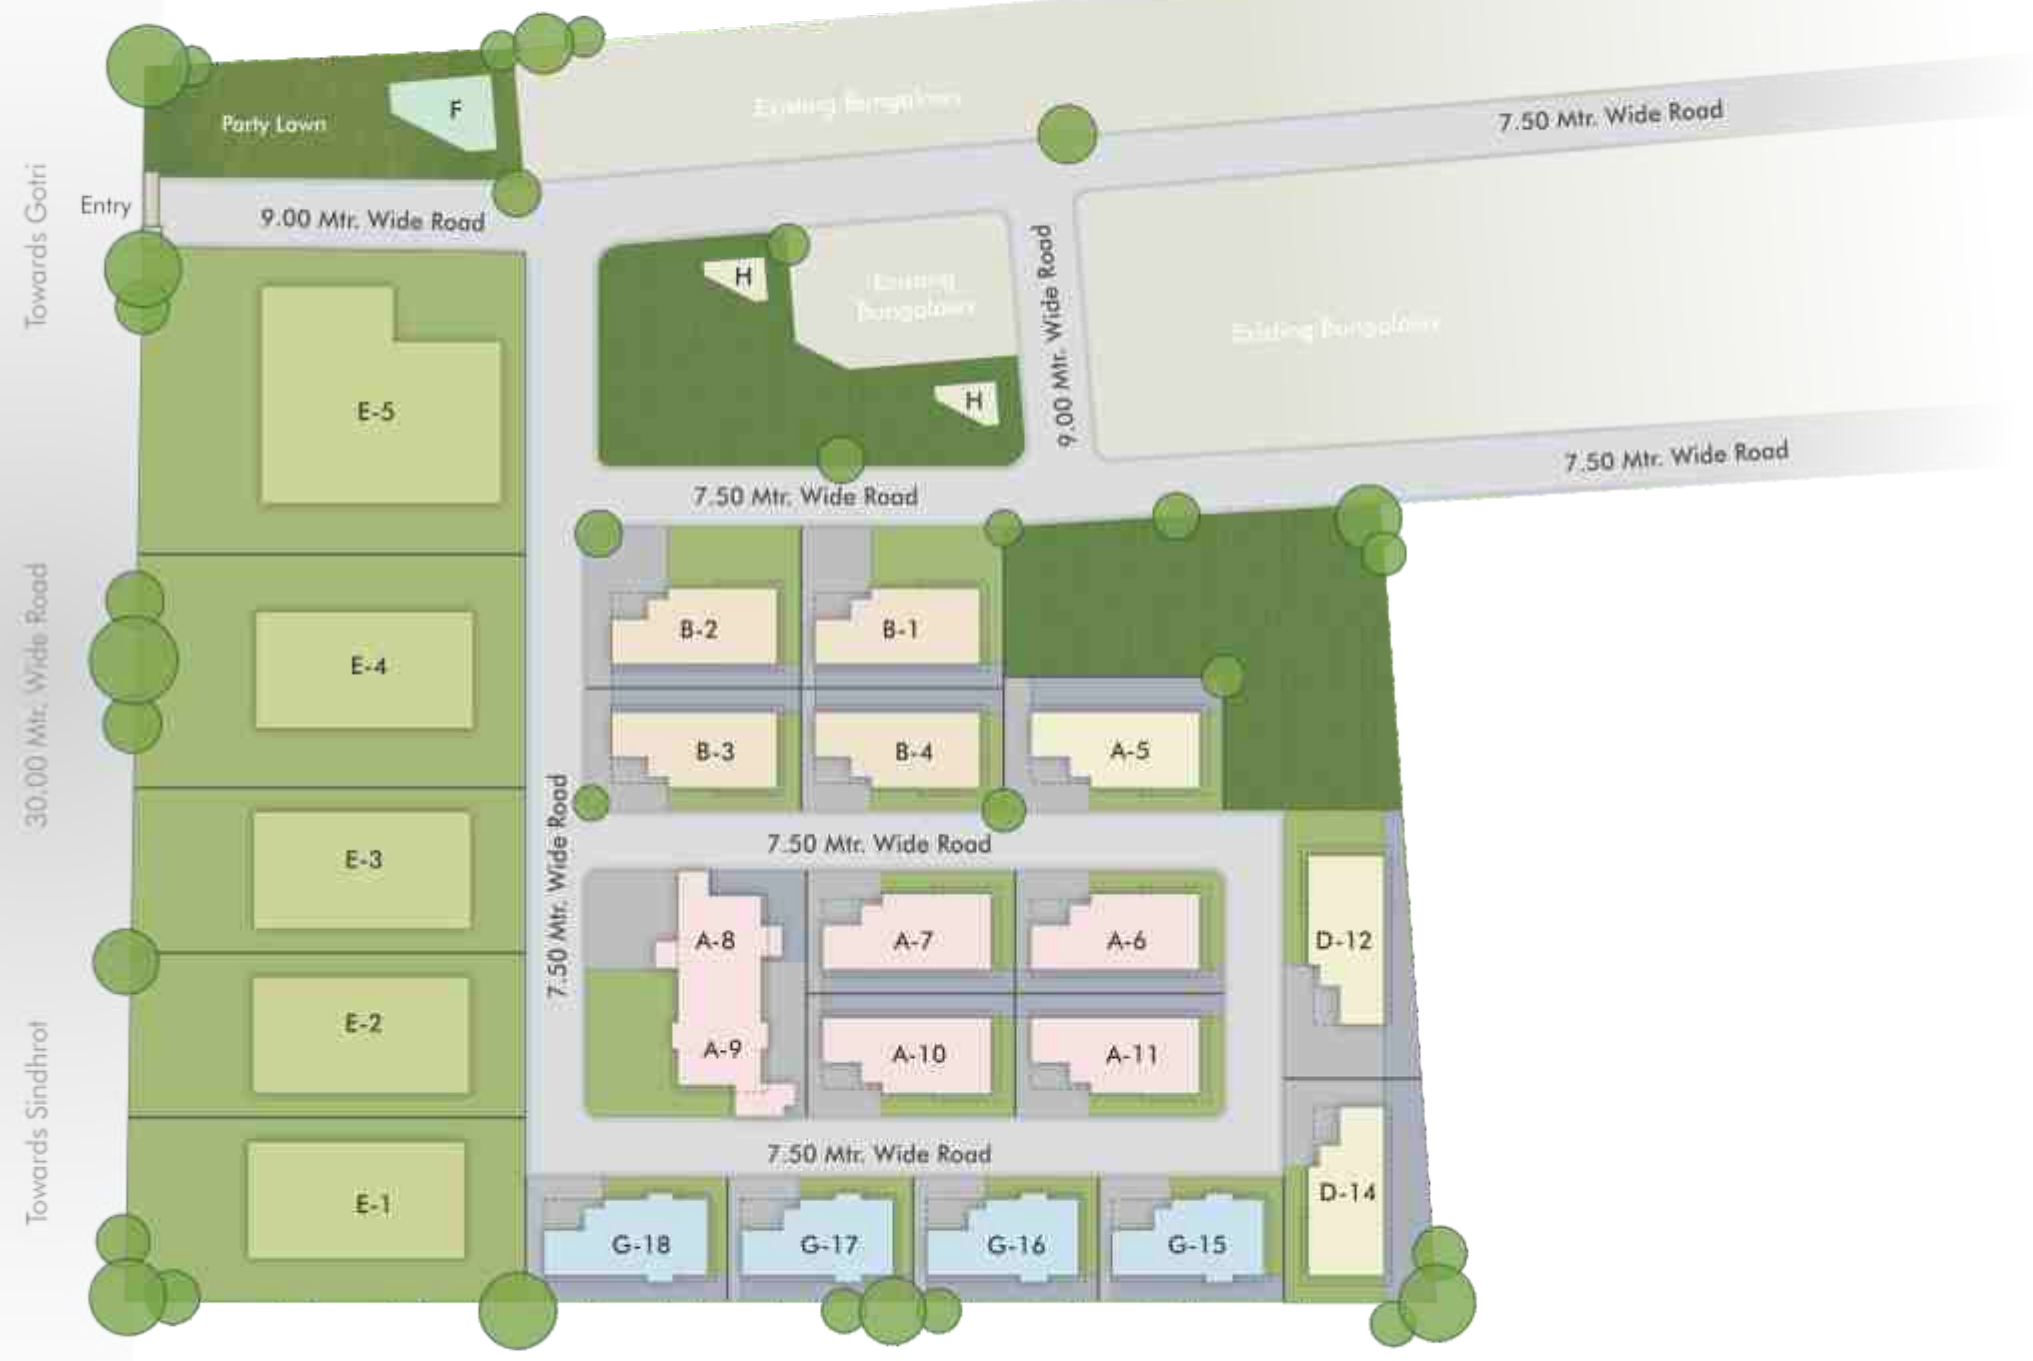 Party Lawn
F
Existing Bungalows
7.50 Mtr. Wide Road
Towards Gotri
Entry
9.00 Mtr. Wide Road
H
Existing
Bungalows
9.00 Mtr. Wide Road
Existing Bungalows
E-5
H
7.50 Mtr. Wide Road
7.50 Mtr. Wide Road
30.00 Mtr. Wide Road
E-4
B-2
B-1
B-3
B-4
A-5
7.50 Mtr. Wide Road
7.50 Mtr. Wide Road
E-3
A-8
A-7
A-6
D-12
E-2
A-9
A-10
A-11
Towards Sindhrot
7.50 Mtr. Wide Road
E-1
D-14
G-18
G-17
G-16
G-15